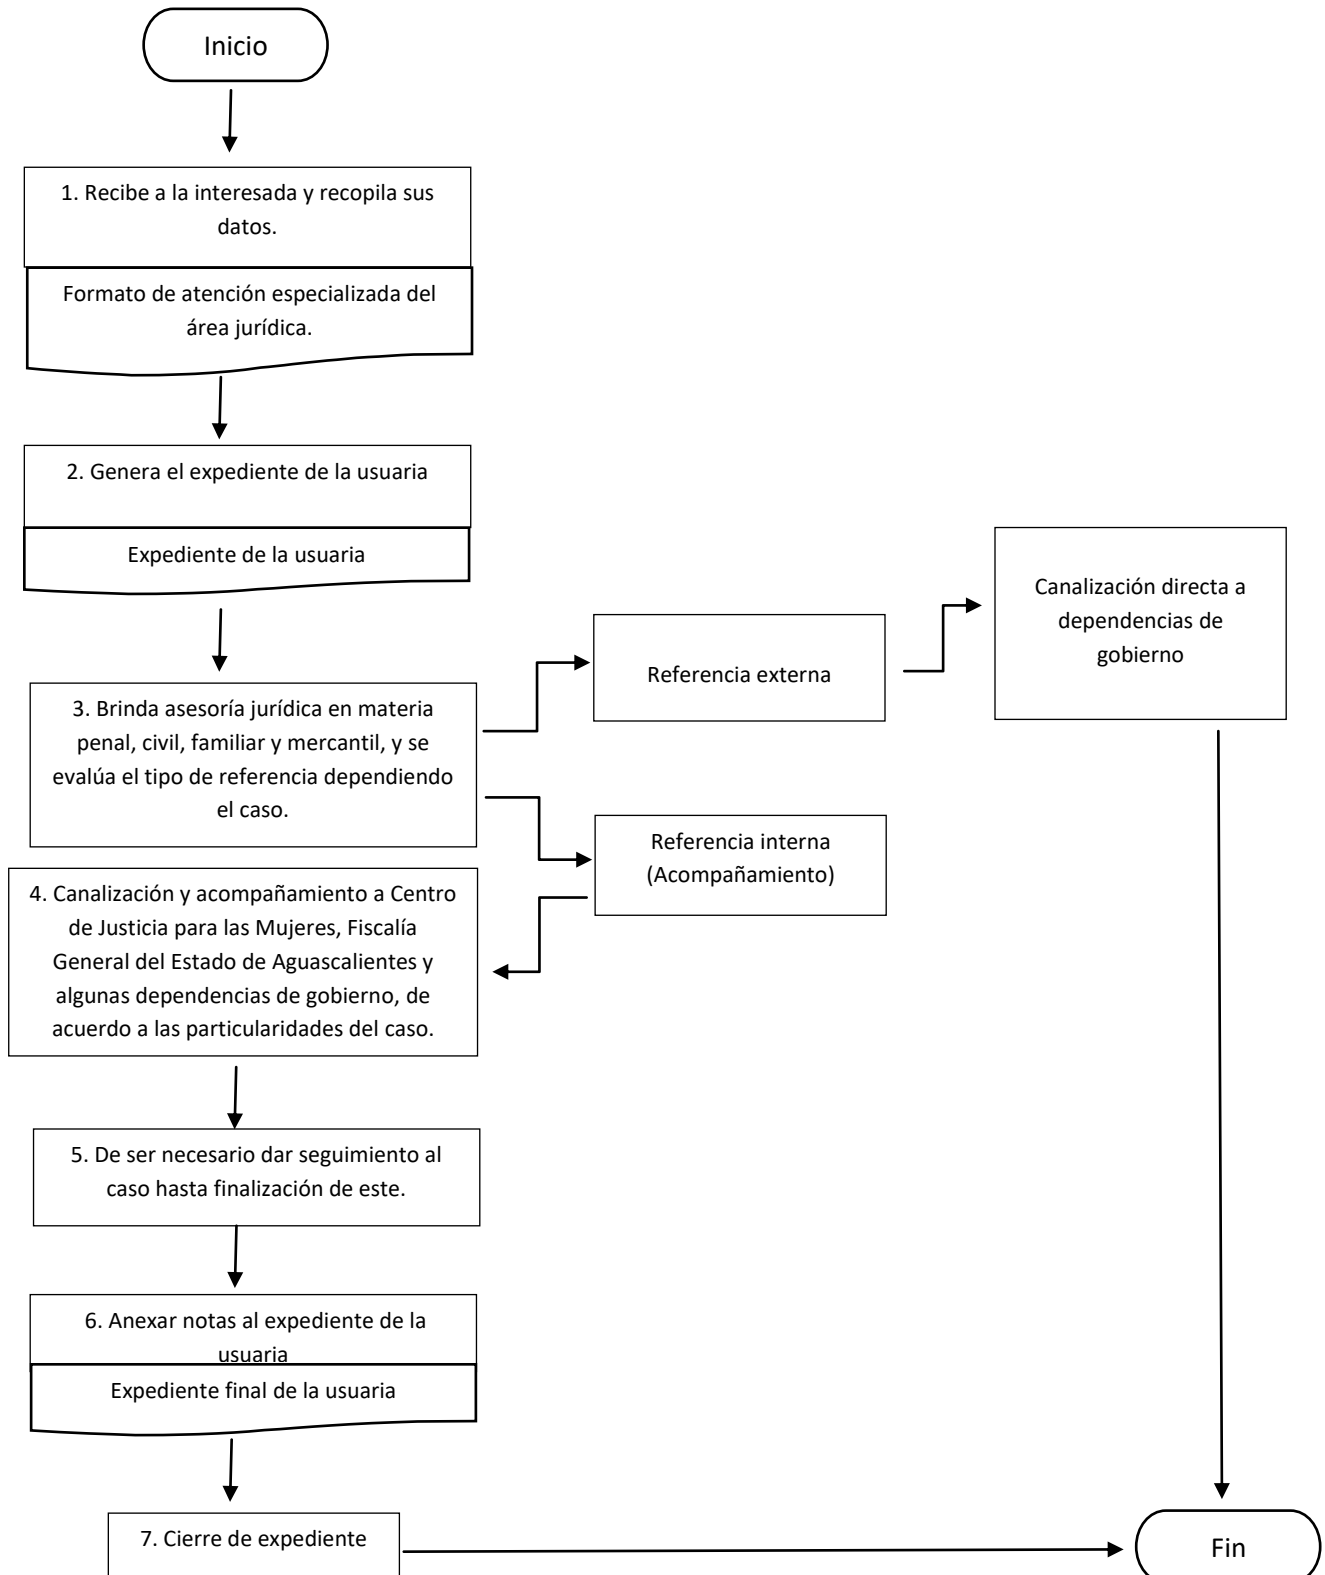 Inicio
1. Recibe a la interesada y recopila sus
datos.
Formato de atención especializada del
área jurídica.
2. Genera el expediente de la usuaria
Expediente de la usuaria
3. Brinda asesoría jurídica en materia
penal, civil, familiar y mercantil, y se
evalúa el tipo de referencia dependiendo
el caso.
Referencia externa
Canalización directa a
dependencias de
gobierno
Referencia interna
(Acompañamiento)
4. Canalización y acompañamiento a Centro
de Justicia para las Mujeres, Fiscalía
General del Estado de Aguascalientes y
algunas dependencias de gobierno, de
acuerdo a las particularidades del caso.
5. De ser necesario dar seguimiento al
caso hasta finalización de este.
6. Anexar notas al expediente de la
usuaria
Expediente final de la usuaria
7. Cierre de expediente
Fin